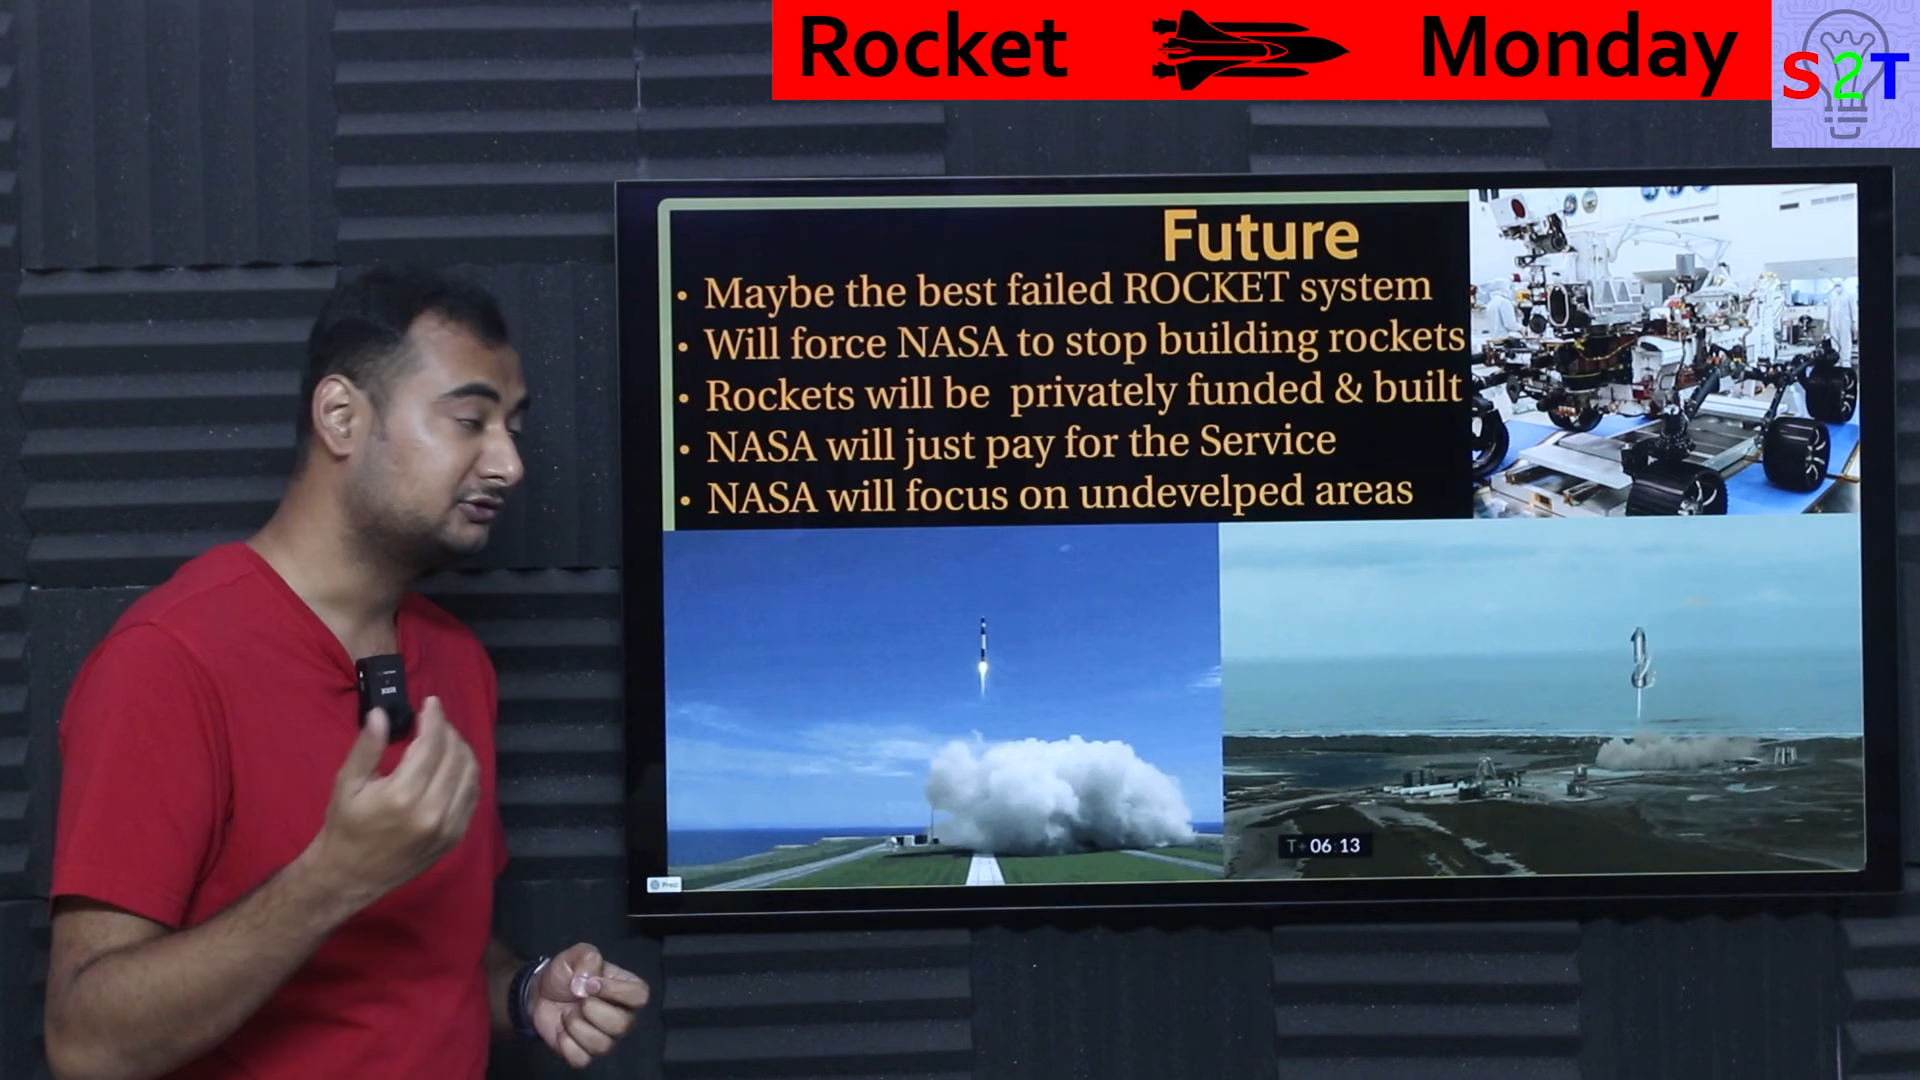 Rocket Monday
S2T
Future
• Maybe the best failed ROCKET system
• Will force NASA to stop building rockets
• Rockets will be privately funded & built
• NASA will just pay for the Service
• NASA will focus on undevelped areas
T+ 06:13